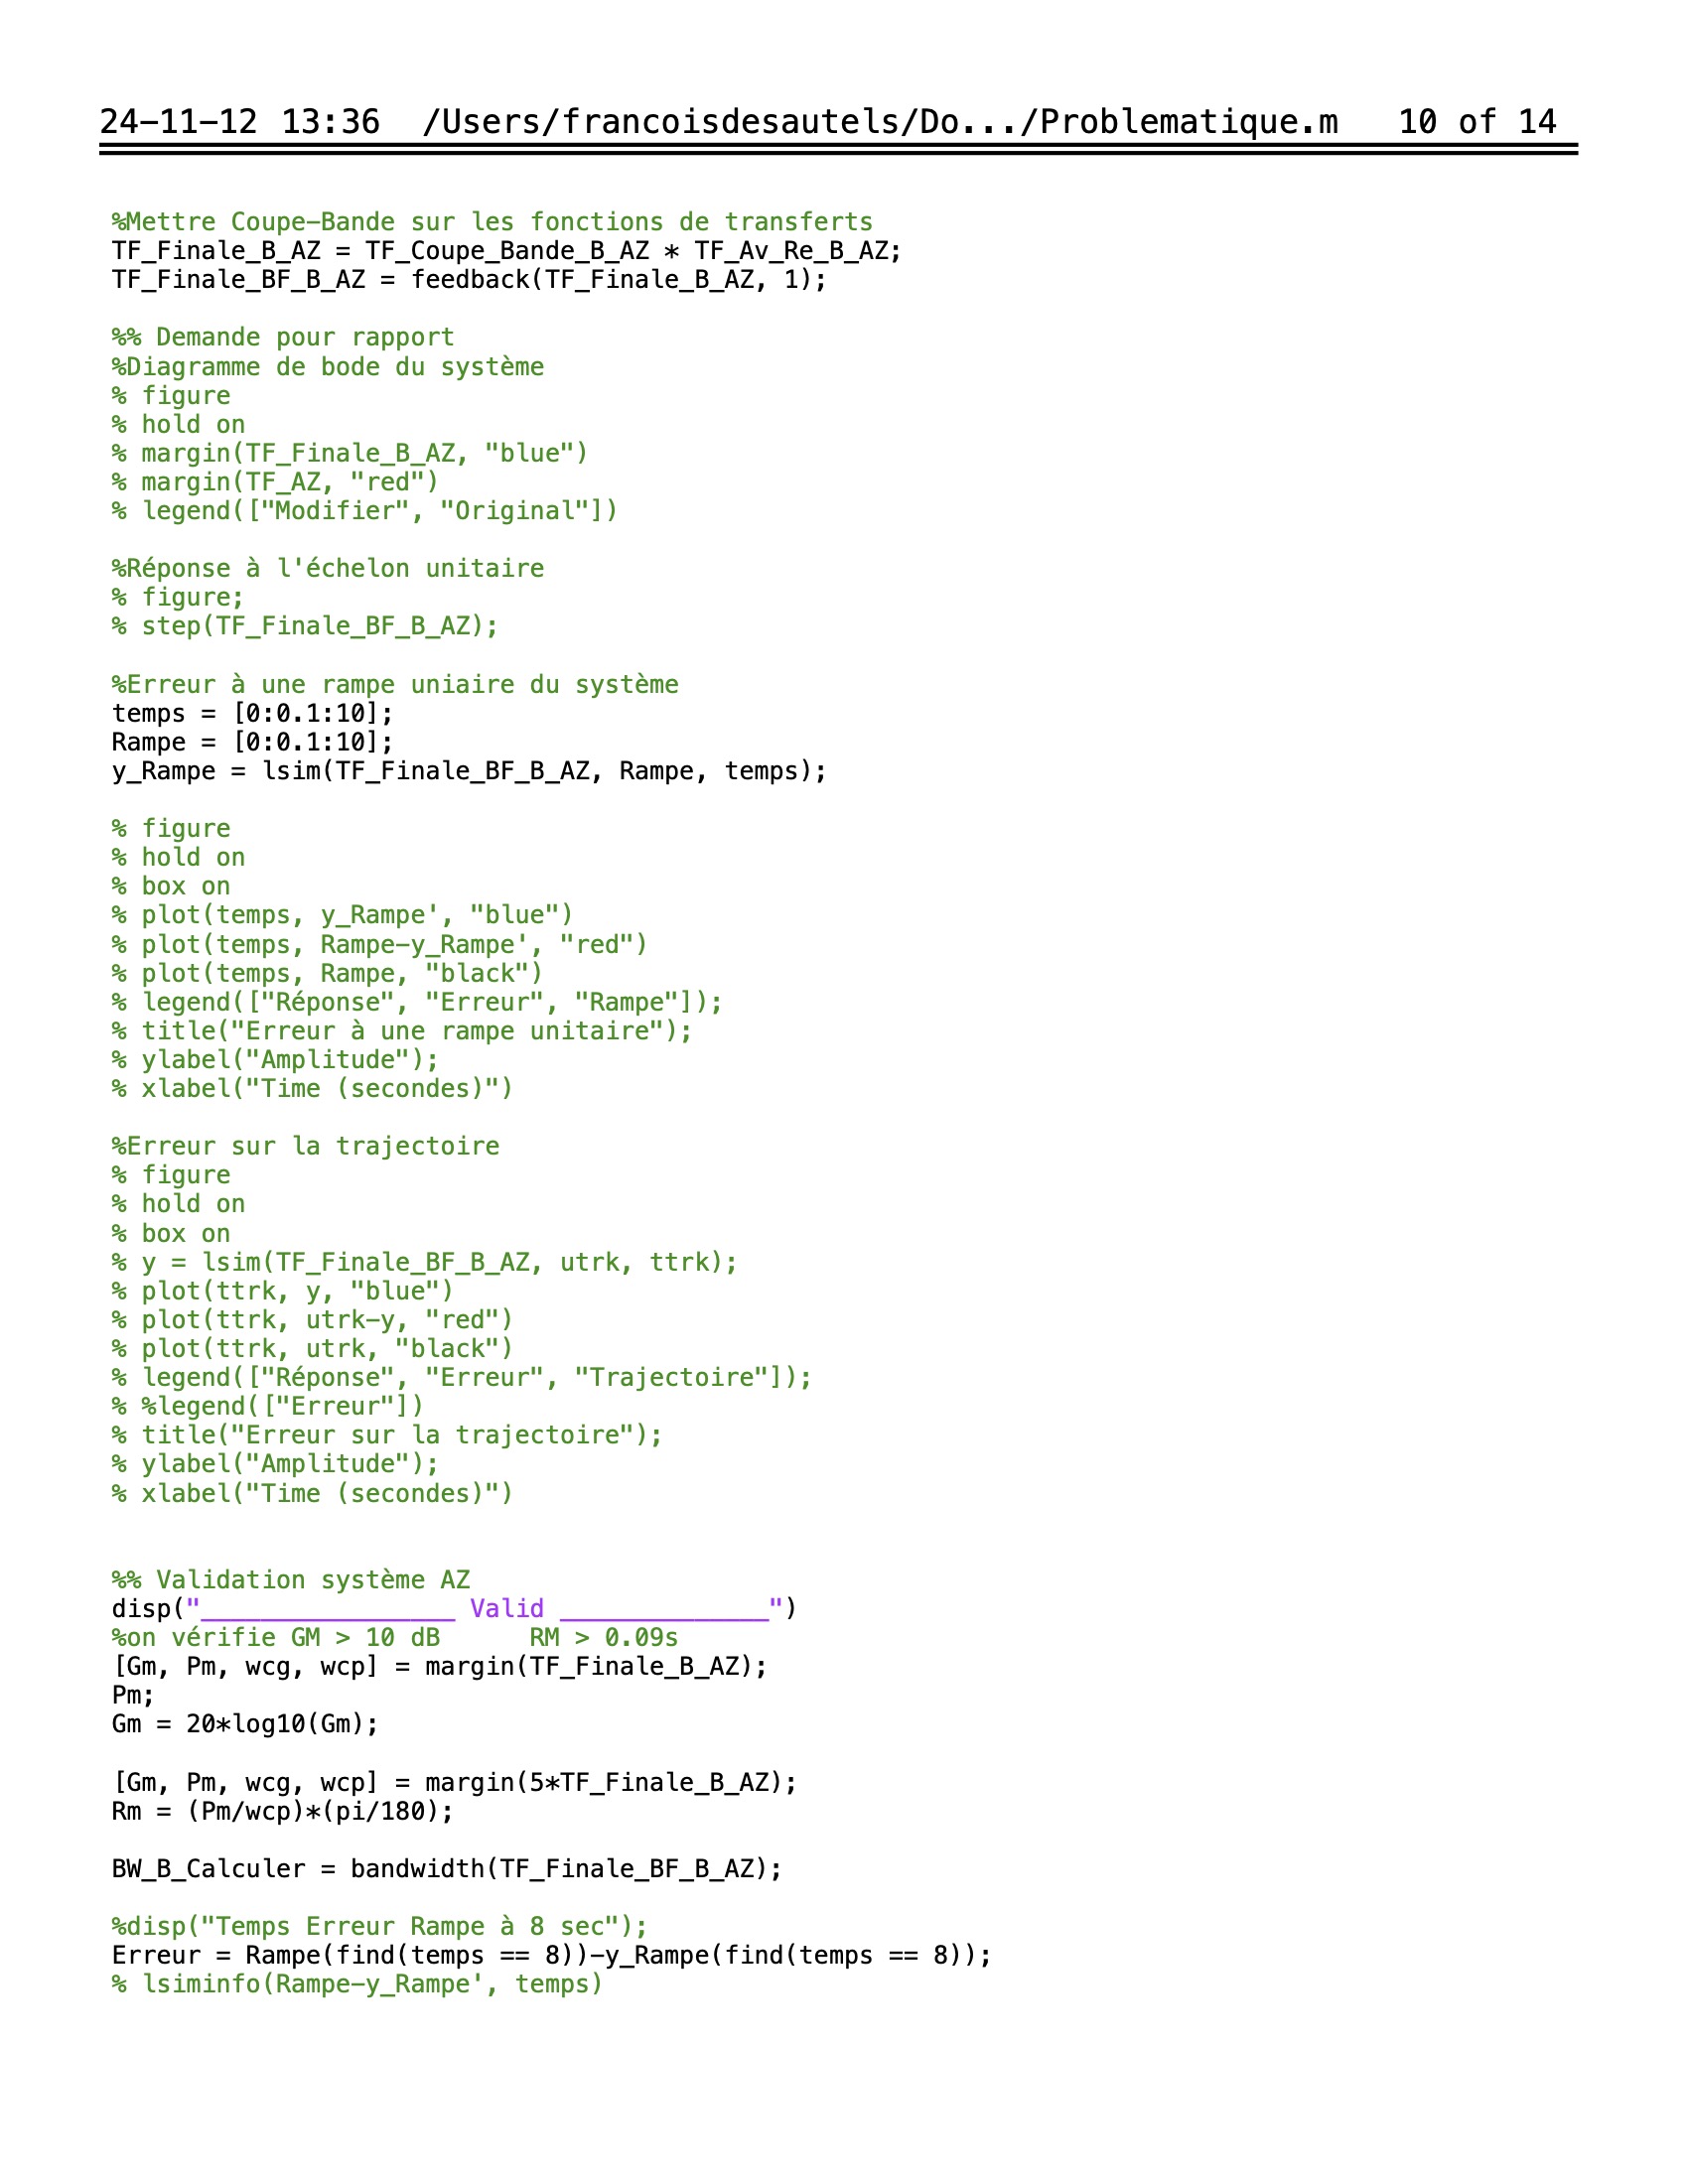 24-11-12 13:36  /Users/francoisdesautels/Do.../Problematique.m   10 of 14
%Mettre Coupe-Bande sur les fonctions de transferts
TF_Finale_B_AZ = TF_Coupe_Bande_B_AZ * TF_Av_Re_B_AZ;
TF_Finale_BF_B_AZ = feedback(TF_Finale_B_AZ, 1);
%% Demande pour rapport
%Diagramme de bode du système
% figure
% hold on
% margin(TF_Finale_B_AZ, "blue")
% margin(TF_AZ, "red")
% legend(["Modifier", "Original"])
%Réponse à l'échelon unitaire
% figure;
% step(TF_Finale_BF_B_AZ);
%Erreur à une rampe uniaire du système
temps = [0:0.1:10];
Rampe = [0:0.1:10];
y_Rampe = lsim(TF_Finale_BF_B_AZ, Rampe, temps);
% figure
% hold on
% box on
% plot(temps, y_Rampe', "blue")
% plot(temps, Rampe-y_Rampe', "red")
% plot(temps, Rampe, "black")
% legend(["Réponse", "Erreur", "Rampe"]);
% title("Erreur à une rampe unitaire");
% ylabel("Amplitude");
% xlabel("Time (secondes)")
%Erreur sur la trajectoire
% figure
% hold on
% box on
% y = lsim(TF_Finale_BF_B_AZ, utrk, ttrk);
% plot(ttrk, y, "blue")
% plot(ttrk, utrk-y, "red")
% plot(ttrk, utrk, "black")
% legend(["Réponse", "Erreur", "Trajectoire"]);
% %legend(["Erreur"])
% title("Erreur sur la trajectoire");
% ylabel("Amplitude");
% xlabel("Time (secondes)")
%% Validation système AZ
disp("_________________ Valid ______________")
%on vérifie GM > 10 dB      RM > 0.09s
[Gm, Pm, wcg, wcp] = margin(TF_Finale_B_AZ);
Pm;
Gm = 20*log10(Gm);
[Gm, Pm, wcg, wcp] = margin(5*TF_Finale_B_AZ);
Rm = (Pm/wcp)*(pi/180);
BW_B_Calculer = bandwidth(TF_Finale_BF_B_AZ);
%disp("Temps Erreur Rampe à 8 sec");
Erreur = Rampe(find(temps == 8))-y_Rampe(find(temps == 8));
% lsiminfo(Rampe-y_Rampe', temps)